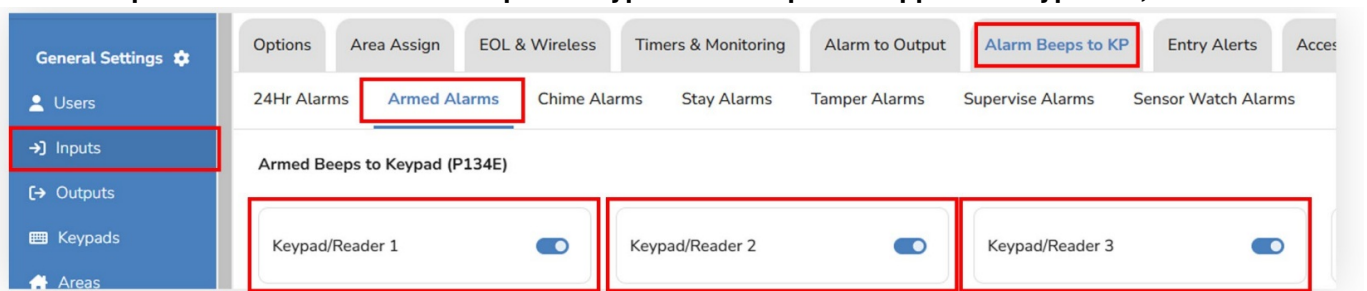 General Settings
Users
Inputs
Outputs
Keypads
Areas
Options Area Assign EOL & Wireless Timers & Monitoring Alarm to Output Alarm Beeps to KP Entry Alerts
24Hr Alarms Armed Alarms Chime Alarms Stay Alarms Tamper Alarms Supervise Alarms Sensor Watch Alarms
Armed Beeps to Keypad (P134E)
Keypad/Reader 1 Keypad/Reader 2 Keypad/Reader 3